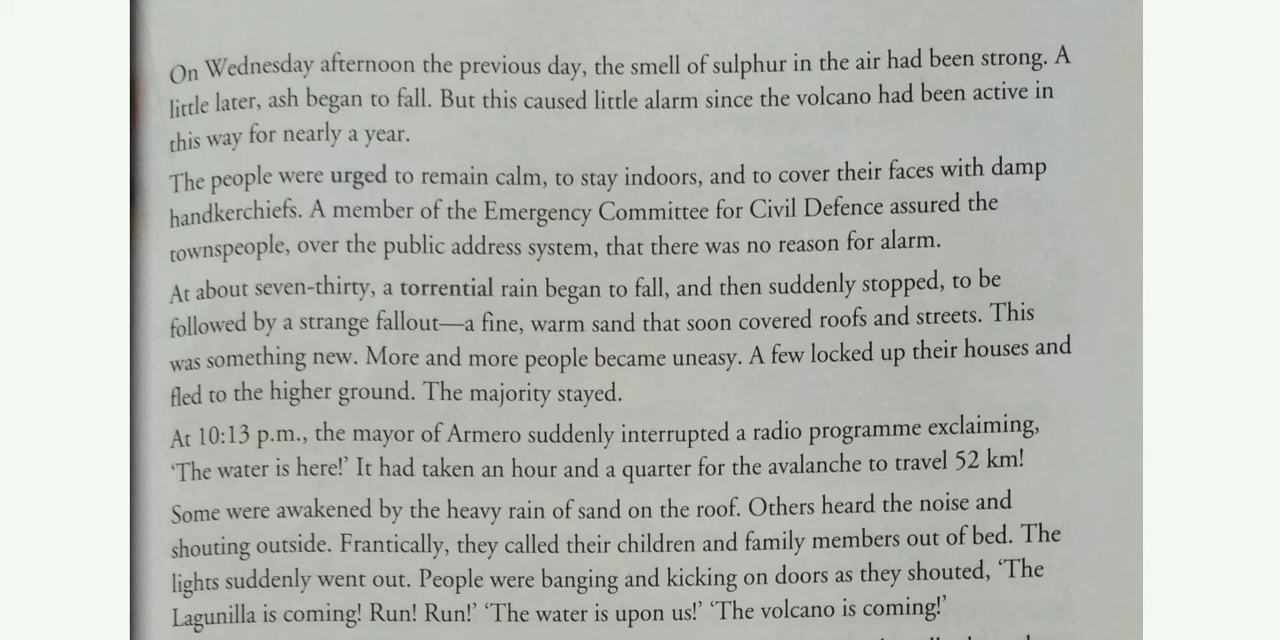 On Wednesday afternoon the previous day, the smell of sulphur in the air had been strong. A
little later, ash began to fall. But this caused little alarm since the volcano had been active in
this way for nearly a year.
The people were urged to remain calm, to stay indoors, and to cover their faces with damp
handkerchiefs. A member of the Emergency Committee for Civil Defence assured the
townspeople, over the public address system, that there was no reason for alarm.
At about seven-thirty, a torrential rain began to fall, and then suddenly stopped, to be
followed by a strange fallout—a fine, warm sand that soon covered roofs and streets. This
was something new. More and more people became uneasy. A few locked up their houses and
fled to the higher ground. The majority stayed.
At 10:13 p.m., the mayor of Armero suddenly interrupted a radio programme exclaiming,
‘The water is here!’ It had taken an hour and a quarter for the avalanche to travel 52 km!
Some were awakened by the heavy rain of sand on the roof. Others heard the noise and
shouting outside. Frantically, they called their children and family members out of bed. The
lights suddenly went out. People were banging and kicking on doors as they shouted, ‘The
Lagunilla is coming! Run! Run!’ ‘The water is upon us!’ ‘The volcano is coming!’